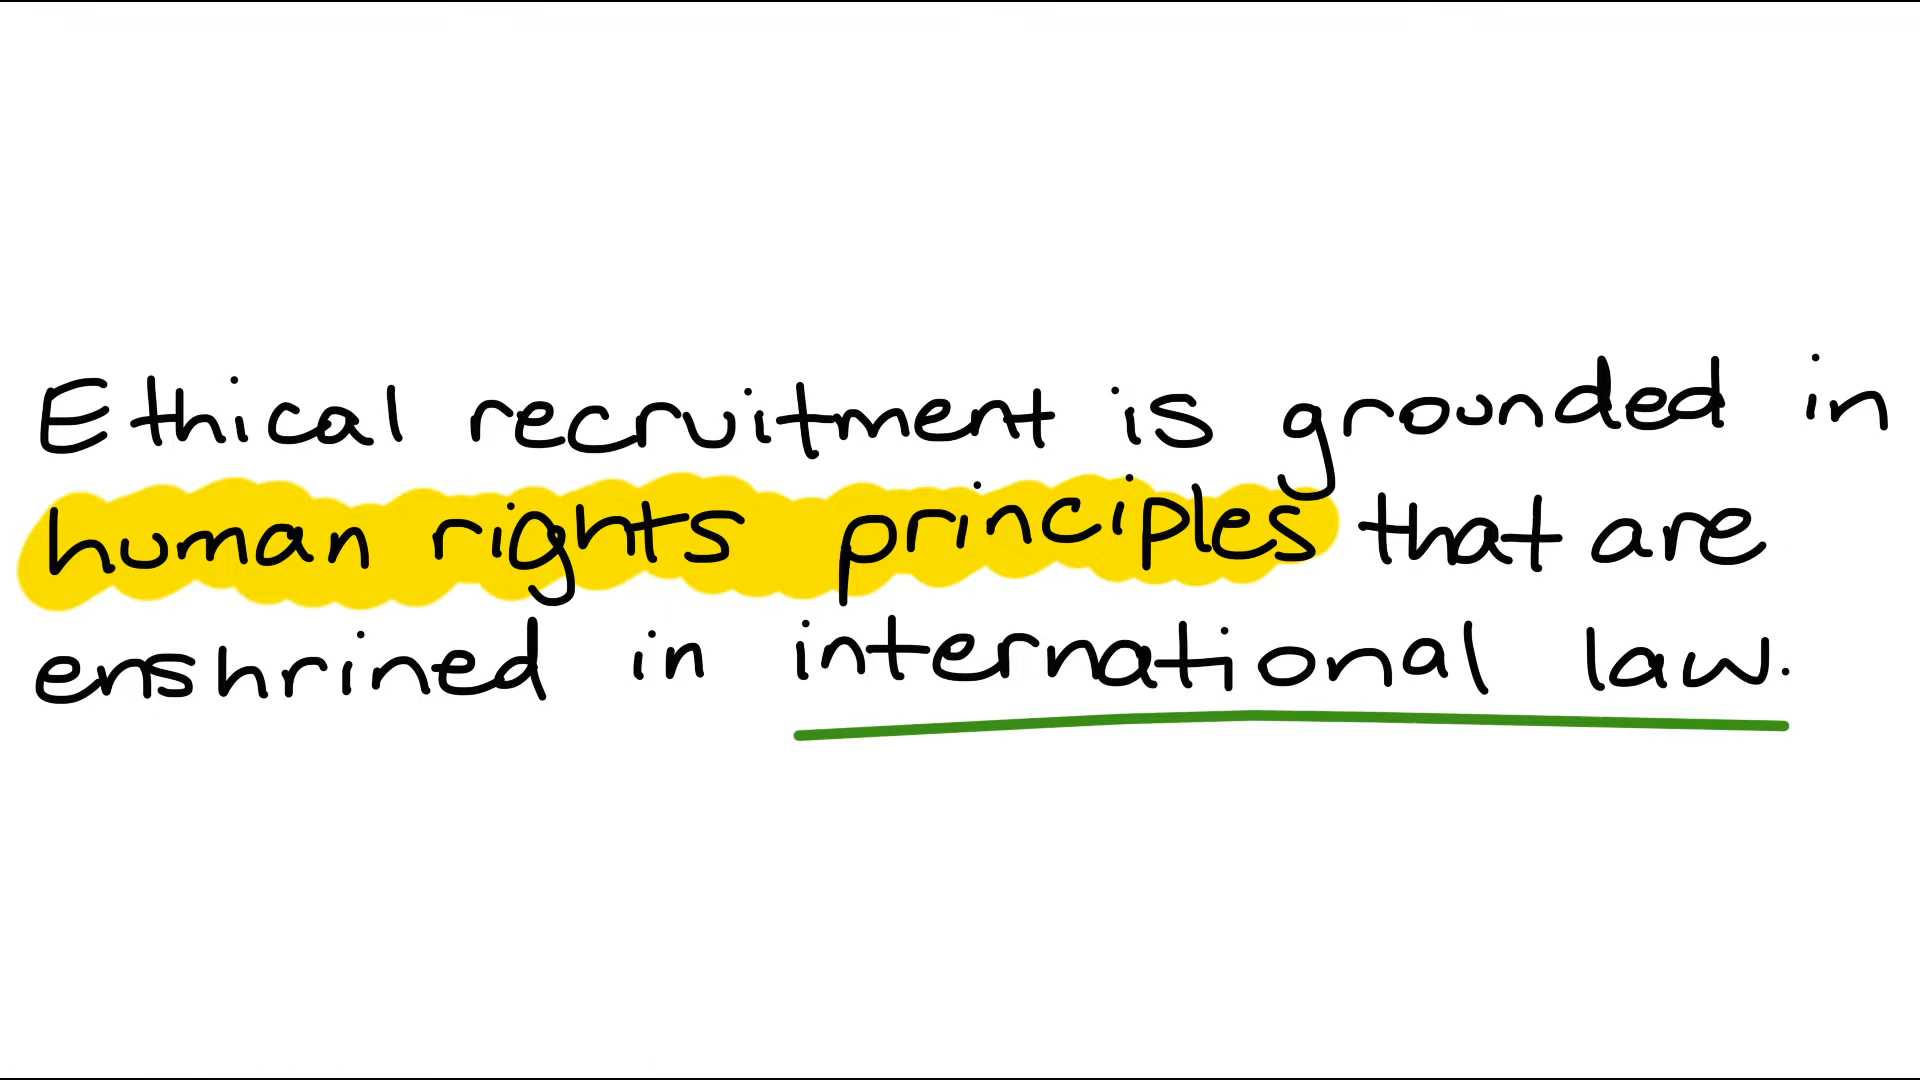 Ethical recruitment is grounded in
human rights principles that are
enshrined in international law.